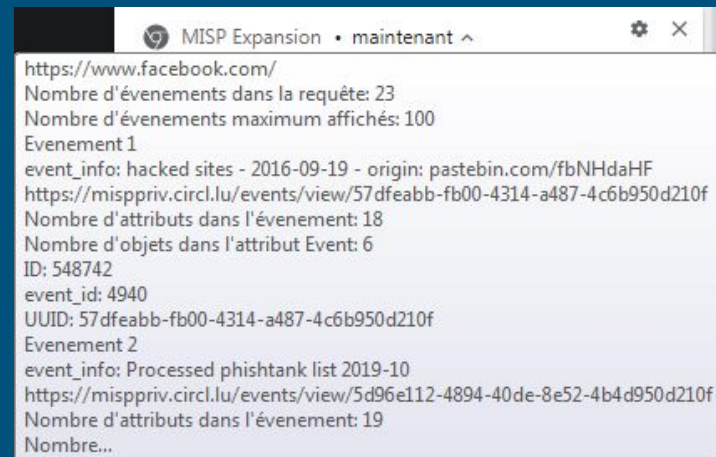 MISP Expansion • maintenant
https://www.facebook.com/
Nombre d'évenements dans la requête: 23
Nombre d'évenements maximum affichés: 100
Evenement 1
event_info: hacked sites - 2016-09-19 - origin: pastebin.com/fbNHdaHF
https://misppriv.circl.lu/events/view/57dfeabb-fb00-4314-a487-4c6b950d210f
Nombre d'attributs dans l'évenement: 18
Nombre d'objets dans l'attribut Event: 6
ID: 548742
event_id: 4940
UUID: 57dfeabb-fb00-4314-a487-4c6b950d210f
Evenement 2
event_info: Processed phishtank list 2019-10
https://misppriv.circl.lu/events/view/5d96e112-4894-40de-8e52-4b4d950d210f
Nombre d'attributs dans l'évenement: 19
Nombre...